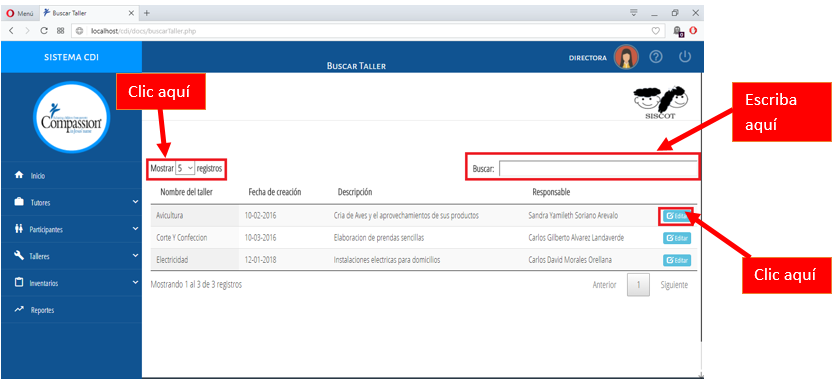 Menú
Buscar Taller
localhost/cdi/docs/buscarTaller.php
SISTEMA CDI
DIRECTORA
BUSCAR TALLER
Clic aquí
Escriba
aquí
Compassion
SISCOT
Mostrar 5 registros
Buscar:
Inicio
Tutores
Participantes
Talleres
Inventarios
Reportes
Nombre del taller Fecha de creación Descripción Responsable
Avicultura 10-02-2016 Cria de Aves y el aprovechamientos de sus productos Sandra Yamileth Soriano Arevalo Editar
Corte Y Confeccion 10-03-2016 Elaboracion de prendas sencillas Carlos Gilberto Alvarez Landaverde Editar
Electricidad 12-01-2018 Instalaciones electricas para domicilios Carlos David Morales Orellana Editar
Clic aquí
Mostrando 1 al 3 de 3 registros
Anterior 1 Siguiente